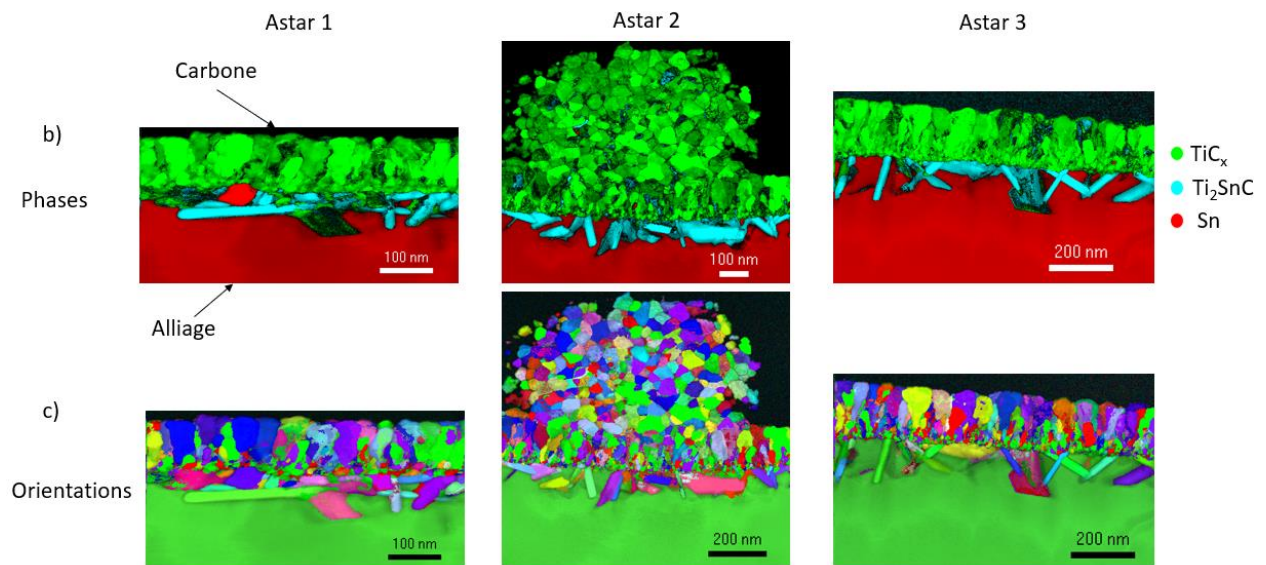 Astar 1
Astar 2
Astar 3
Carbone
b)
Phases
TiCₓ
Ti₂SnC
Sn
100 nm
100 nm
200 nm
Alliage
c)
Orientations
100 nm
200 nm
200 nm